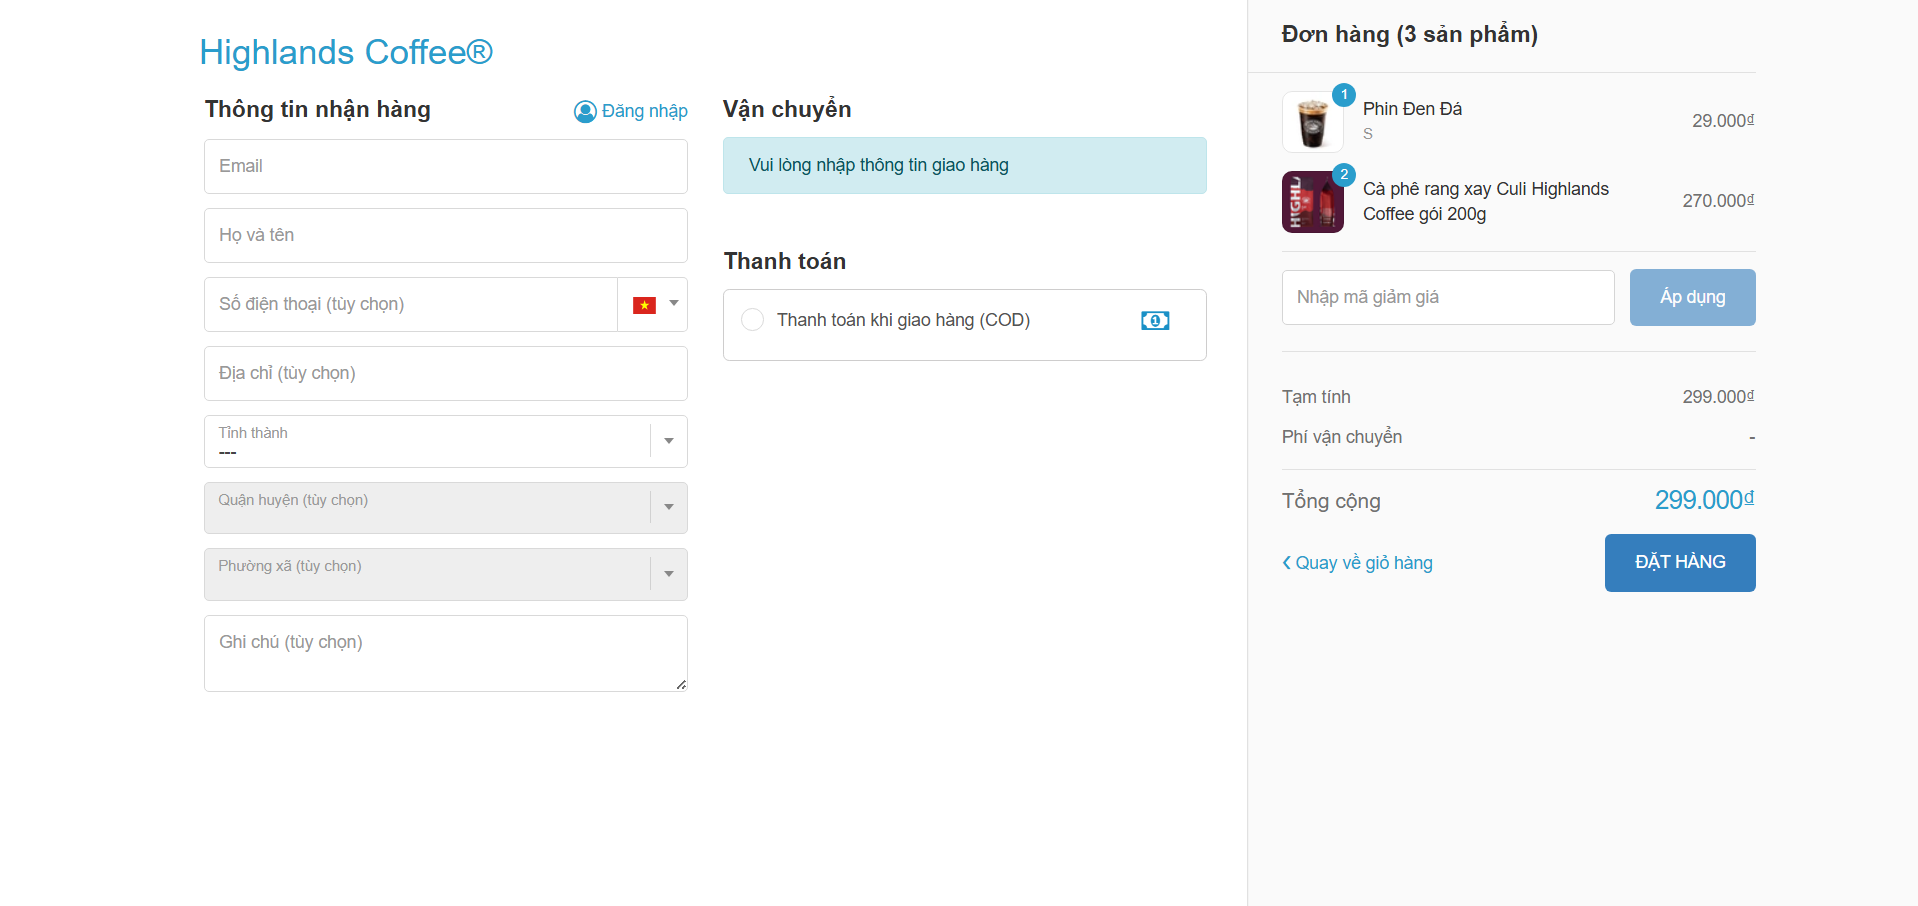 Highlands Coffee®
Thông tin nhận hàng
Đăng nhập
Email
Họ và tên
Số điện thoại (tùy chọn)
Địa chỉ (tùy chọn)
Tỉnh thành
---
Quận huyện (tùy chọn)
Phường xã (tùy chọn)
Ghi chú (tùy chọn)
Vận chuyển
Vui lòng nhập thông tin giao hàng
Thanh toán
Thanh toán khi giao hàng (COD)
1
Đơn hàng (3 sản phẩm)
1
Phin Đen Đá
S
29.000₫
HIGHL
2
Cà phê rang xay Culi Highlands
Coffee gói 200g
270.000₫
Nhập mã giảm giá
Áp dụng
Tạm tính
299.000₫
Phí vận chuyển
-
Tổng cộng
299.000₫
Quay về giỏ hàng
ĐẶT HÀNG